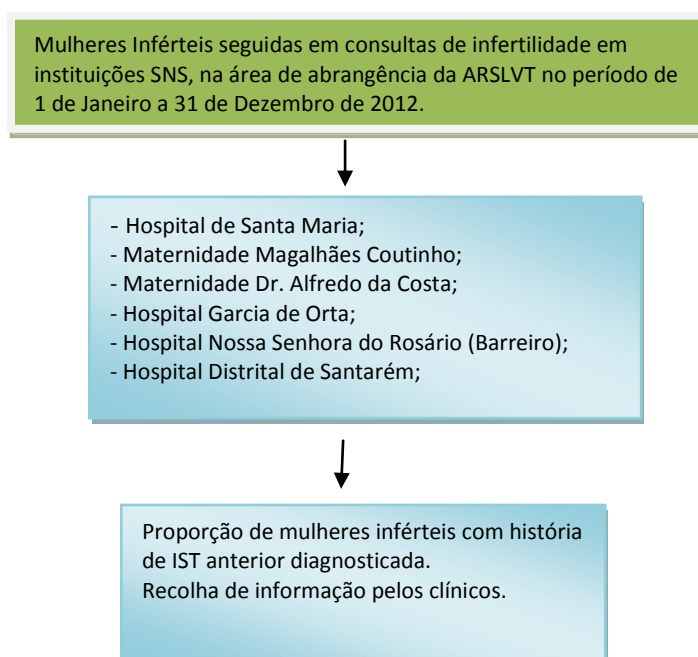 Mulheres Inférteis seguidas em consultas de infertilidade em
instituições SNS, na área de abrangência da ARSLVT no período de
1 de Janeiro a 31 de Dezembro de 2012.
- Hospital de Santa Maria;
- Maternidade Magalhães Coutinho;
- Maternidade Dr. Alfredo da Costa;
- Hospital Garcia de Orta;
- Hospital Nossa Senhora do Rosário (Barreiro);
- Hospital Distrital de Santarém;
Proporção de mulheres inférteis com história
de IST anterior diagnosticada.
Recolha de informação pelos clínicos.